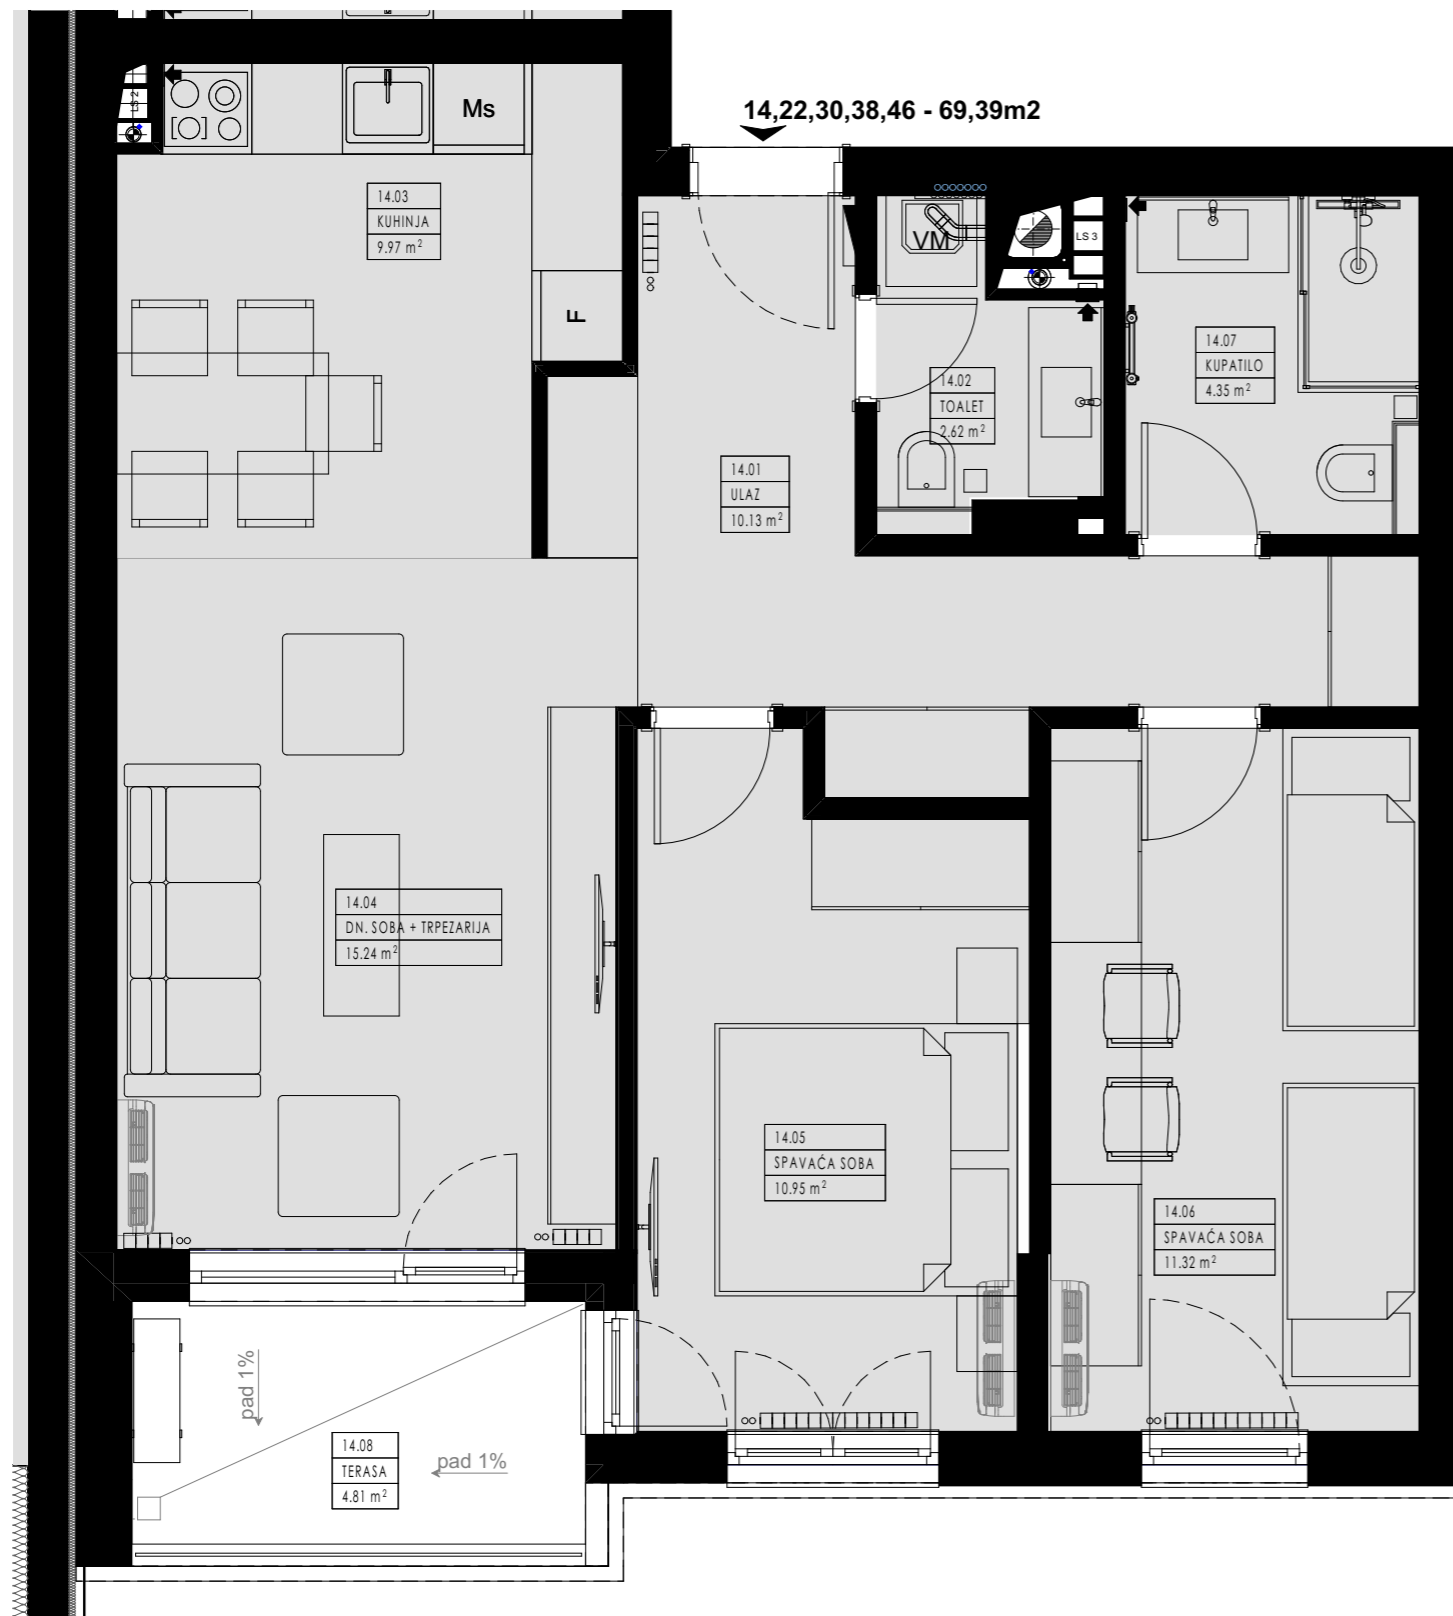 14,22,30,38,46 - 69,39m2
LS 2
Ms
14.03
KUHINJA
9.97 m²
F
VM
LS 3
14.02
TOALET
2.62 m²
14.07
KUPATILO
4.35 m²
14.01
ULAZ
10.13 m²
14.04
DN. SOBA + TRPEZARIJA
15.24 m²
14.05
SPAVAĆA SOBA
10.95 m²
14.06
SPAVAĆA SOBA
11.32 m²
pad 1%
14.08
TERASA
4.81 m²
pad 1%